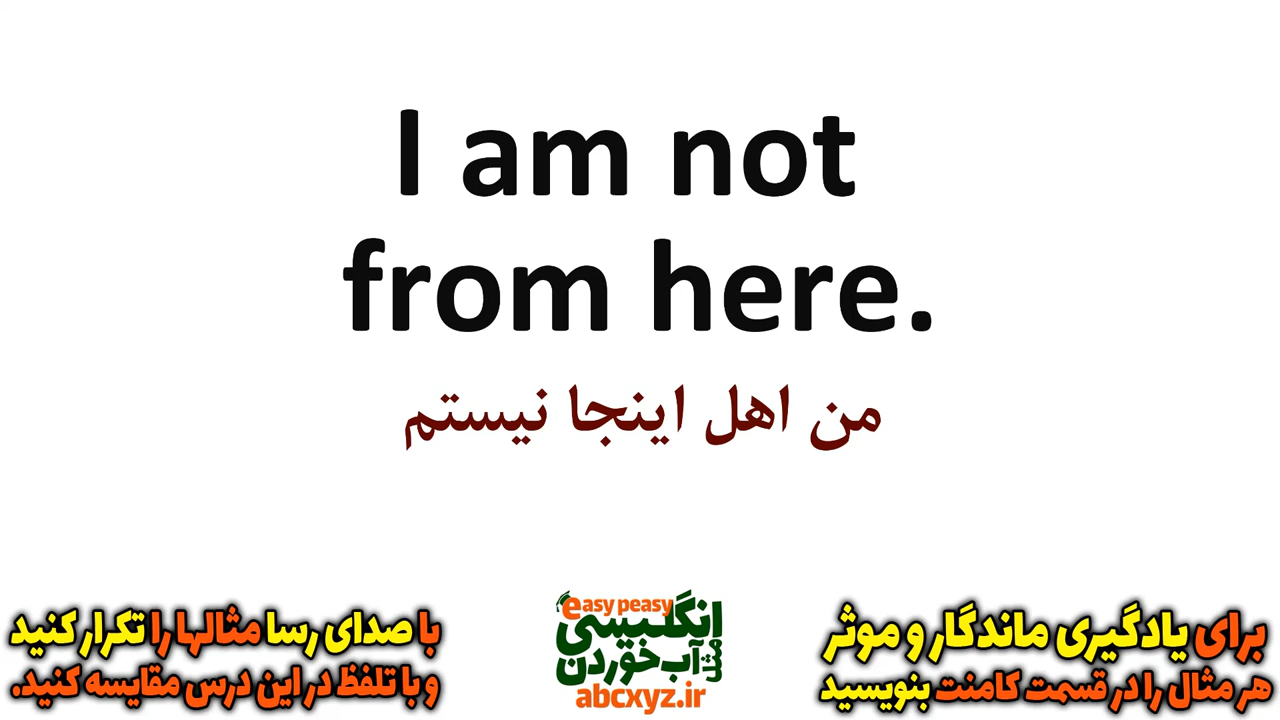 I am not
from here.
من اهل اینجا نیستم
برای یادگیری ماندگار و موثر
هر مثال را در قسمت کامنت بنویسید
easy peasy
انگلیسی
مثل
آب خوردن
abcxyz.ir
با صدای رسا مثالها را تکرار کنید
و با تلفظ در این درس مقایسه کنید.